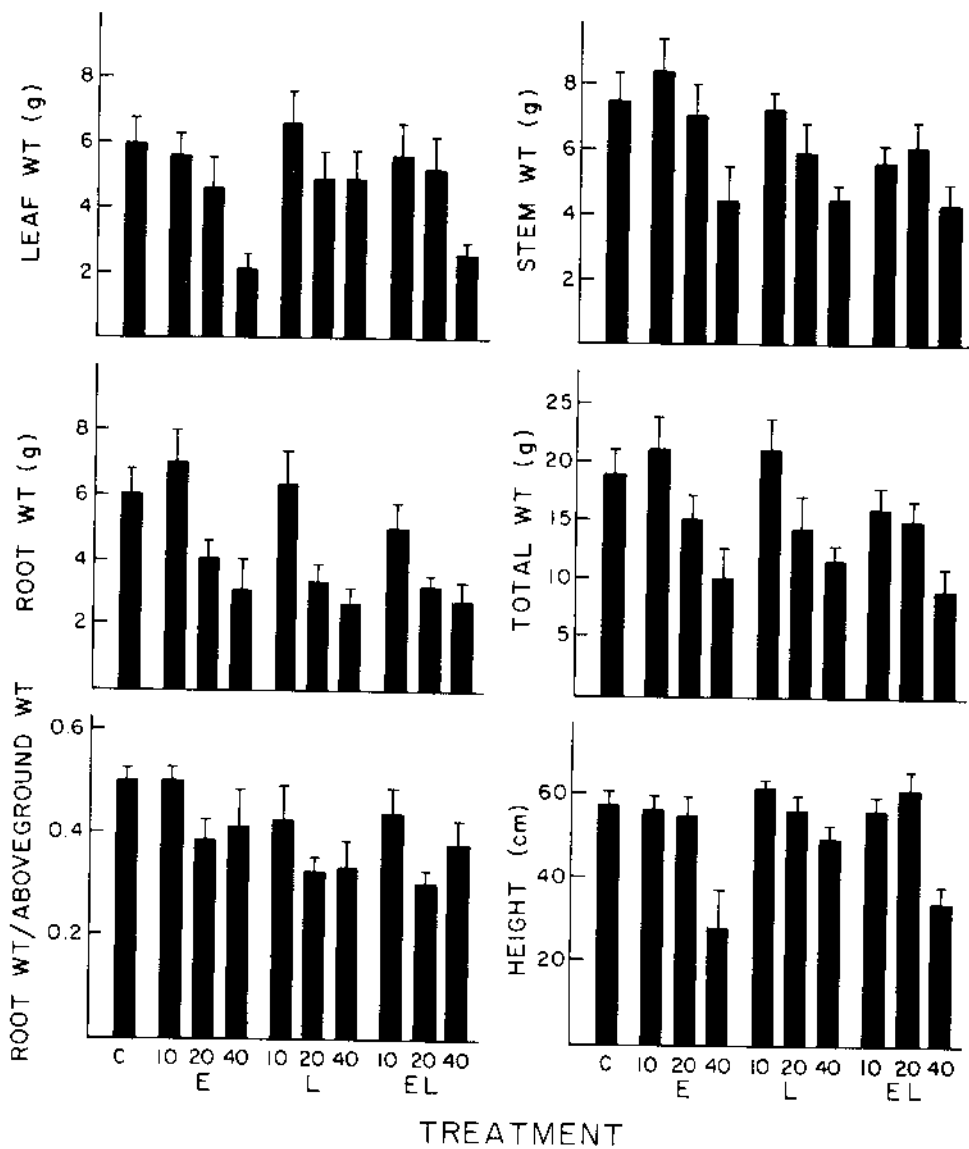 LEAF WT (g)
8
6
4
2
STEM WT (g)
8
6
4
2
ROOT WT (g)
8
6
4
2
TOTAL WT (g)
25
20
15
10
5
ROOT WT/ABOVEGROUND WT
0.6
0.4
0.2
C 10 20 40 10 20 40 10 20 40
E L EL
HEIGHT (cm)
60
40
20
C 10 20 40 10 20 40 10 20 40
E L EL
TREATMENT